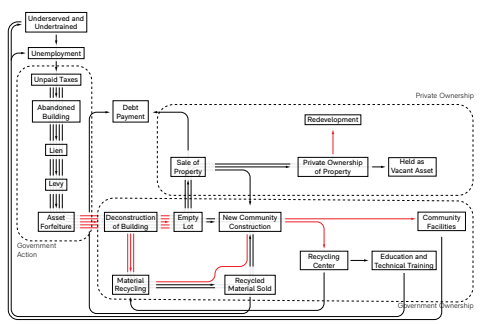 Underserved and
Undertrained
Unemployment
Unpaid Taxes
Abandoned
Building
Debt
Payment
Private Ownership
Redevelopment
Lien
Sale of
Property
Private Ownership
of Property
Held as
Vacant Asset
Levy
Asset
Forfeiture
Deconstruction
of Building
Empty
Lot
New Community
Construction
Community
Facilities
Government
Action
Recycling
Center
Education and
Technical Training
Material
Recycling
Recycled
Material Sold
Government Ownership